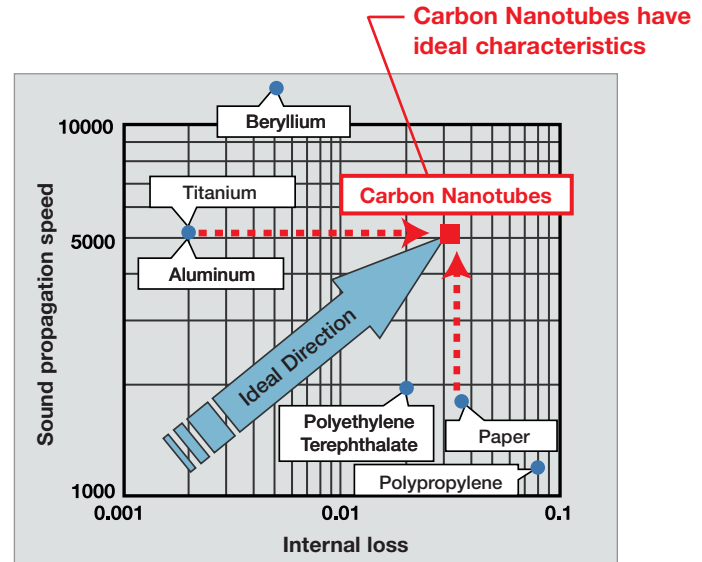 Carbon Nanotubes have
ideal characteristics
10000
Beryllium
Titanium
Carbon Nanotubes
5000
Aluminum
Sound propagation speed
Ideal Direction
Polyethylene
Terephthalate
Paper
Polypropylene
1000
0.001
0.01
0.1
Internal loss